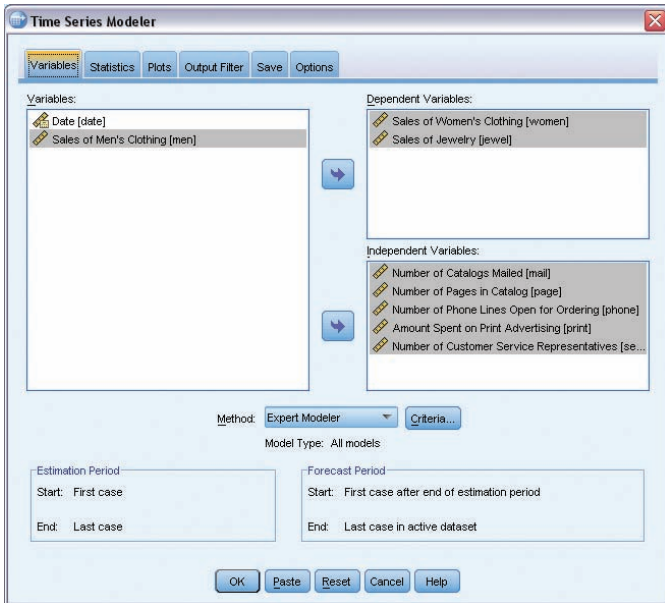 Time Series Modeler
Variables Statistics Plots Output Filter Save Options
Variables:
Date [date]
Sales of Men's Clothing [men]
Dependent Variables:
Sales of Women's Clothing [women]
Sales of Jewelry [jewel]
Independent Variables:
Number of Catalogs Mailed [mail]
Number of Pages in Catalog [page]
Number of Phone Lines Open for Ordering [phone]
Amount Spent on Print Advertising [print]
Number of Customer Service Representatives [se...
Method: Expert Modeler Criteria...
Model Type: All models
Estimation Period
Start: First case
End: Last case
Forecast Period
Start: First case after end of estimation period
End: Last case in active dataset
OK Paste Reset Cancel Help